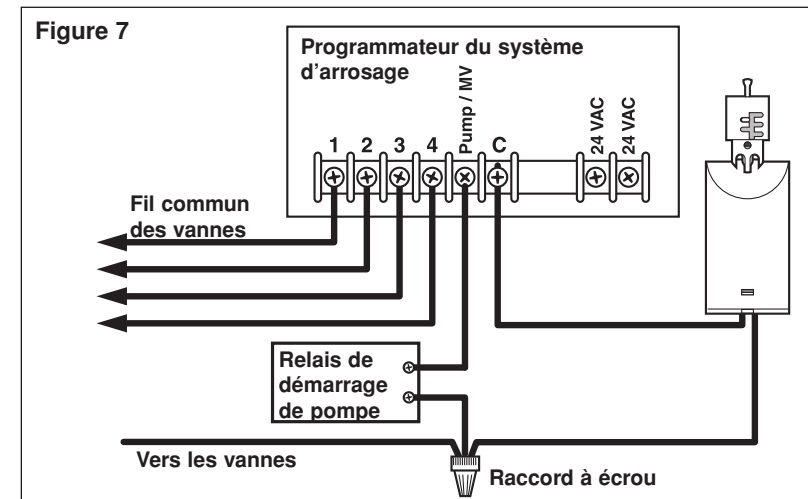 Figure 7
Programmateur du système
d'arrosage
1 2 3 4 Pump / MV C 24 VAC 24 VAC
Fil commun
des vannes
Relais de
démarrage
de pompe
Vers les vannes
Raccord à écrou